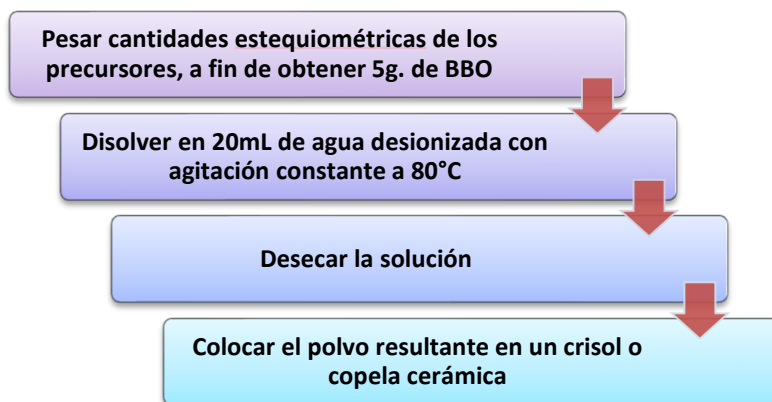 Pesar cantidades estequiométricas de los
precursores, a fin de obtener 5g. de BBO
Disolver en 20mL de agua desionizada con
agitación constante a 80°C
Desecar la solución
Colocar el polvo resultante en un crisol o
copela cerámica